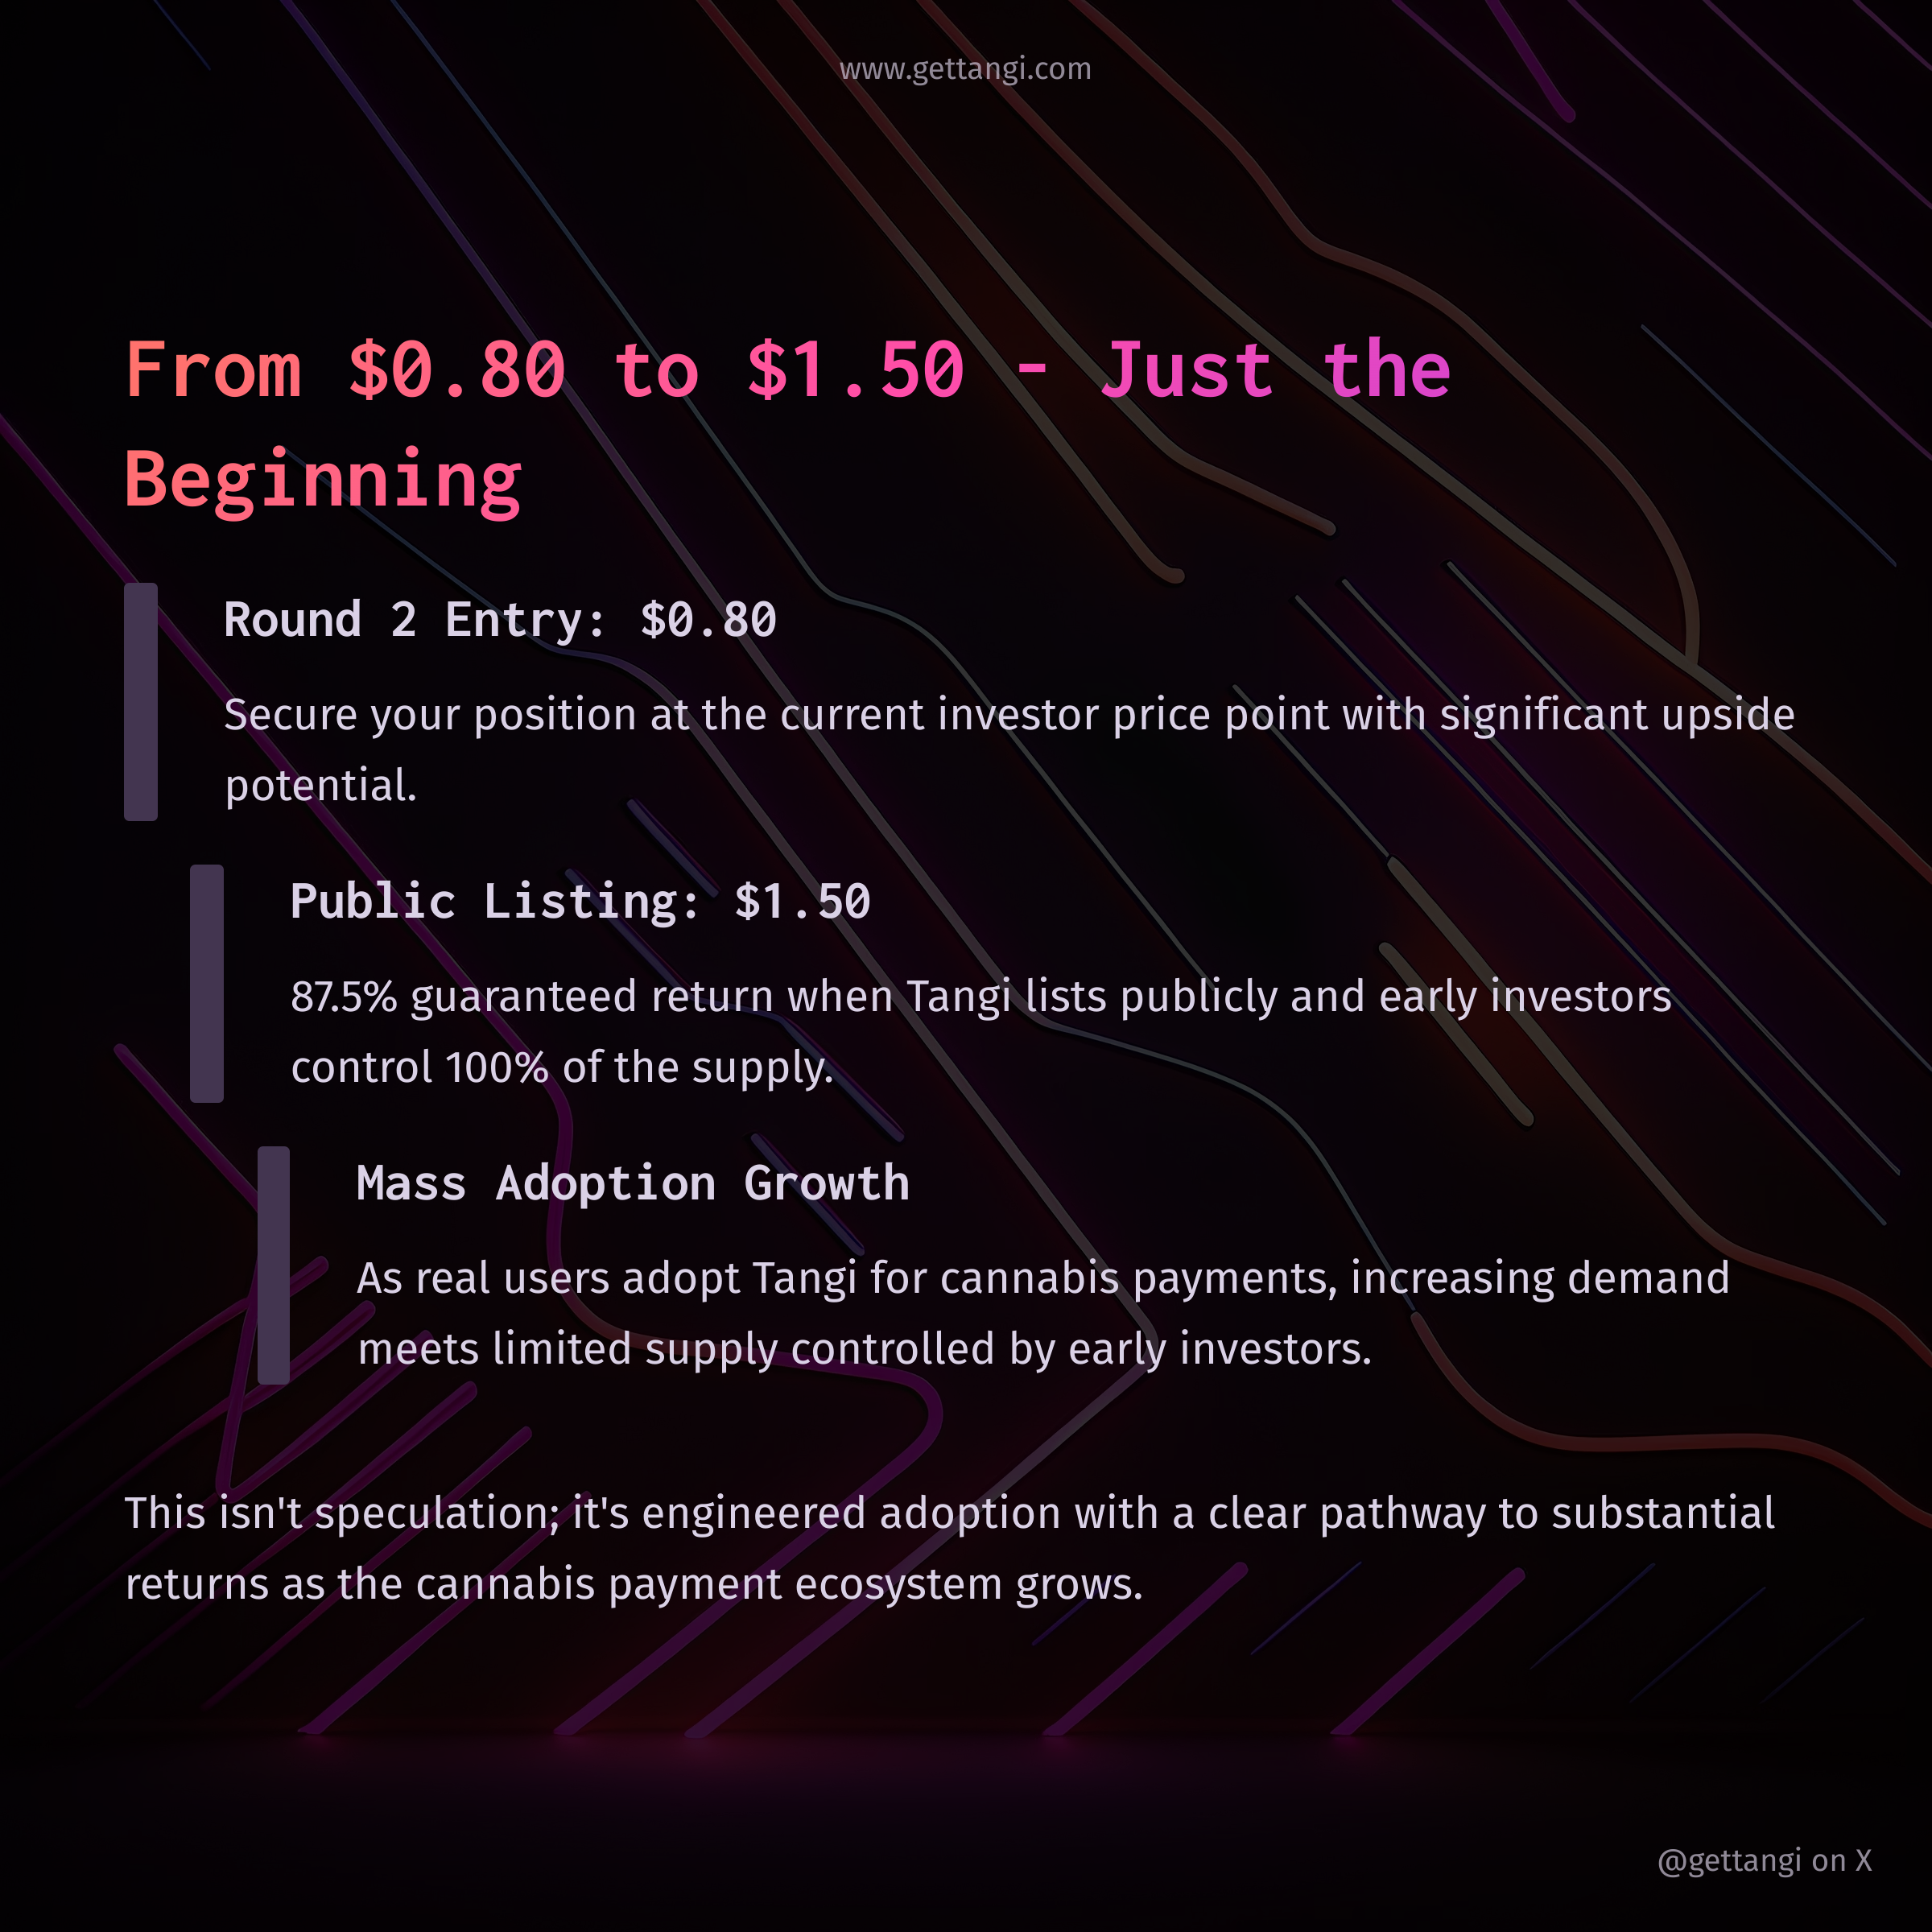 www.gettangi.com
From $0.80 to $1.50 - Just the
Beginning
Round 2 Entry: $0.80
Secure your position at the current investor price point with significant upside
potential.
Public Listing: $1.50
87.5% guaranteed return when Tangi lists publicly and early investors
control 100% of the supply.
Mass Adoption Growth
As real users adopt Tangi for cannabis payments, increasing demand
meets limited supply controlled by early investors.
This isn't speculation; it's engineered adoption with a clear pathway to substantial
returns as the cannabis payment ecosystem grows.
@gettangi on X